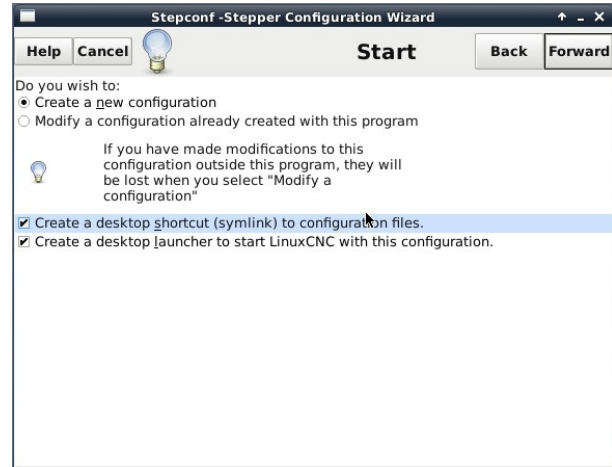 Stepconf -Stepper Configuration Wizard
Help Cancel Start Back Forward
Do you wish to:
Create a new configuration
Modify a configuration already created with this program
If you have made modifications to this
configuration outside this program, they will
be lost when you select "Modify a
configuration"
Create a desktop shortcut (symlink) to configuration files.
Create a desktop launcher to start LinuxCNC with this configuration.